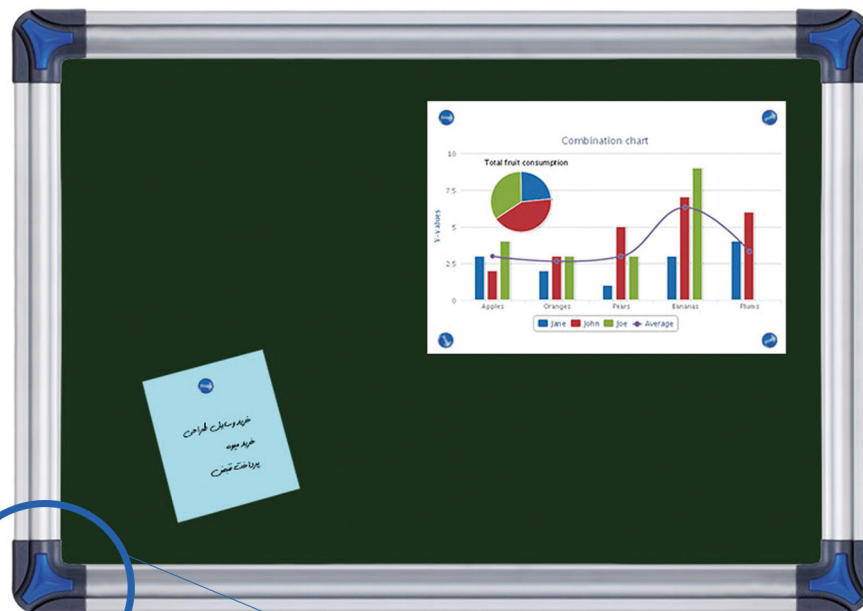 Combination chart
Total fruit consumption
Y-values
10
7.5
5
2.5
0
Apples
Oranges
Pears
Bananas
Plums
Jane John Joe Average
خرید وسایل طراحی
خرید میوه
پرداخت قبض